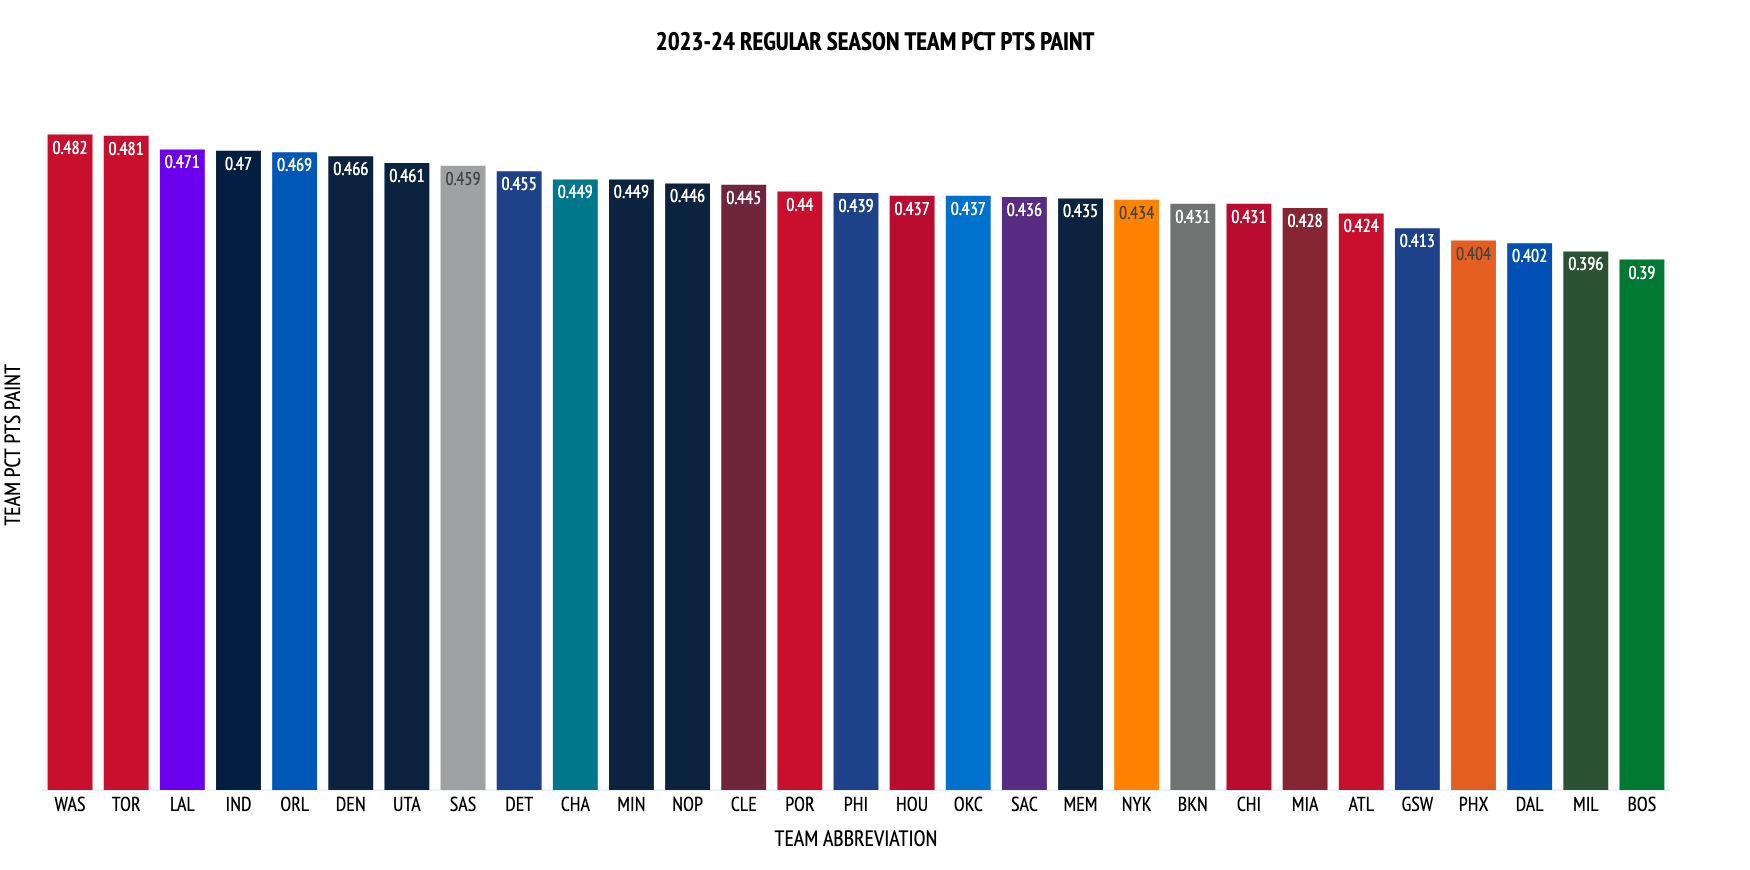 2023-24 REGULAR SEASON TEAM PCT PTS PAINT
TEAM PCT PTS PAINT
0.482 0.481 0.471 0.47 0.469 0.466 0.461 0.459 0.455 0.449 0.449 0.446 0.445 0.44 0.439 0.437 0.437 0.436 0.435 0.434 0.431 0.431 0.428 0.424 0.413 0.404 0.402 0.396 0.39
WAS TOR LAL IND ORL DEN UTA SAS DET CHA MIN NOP CLE POR PHI HOU OKC SAC MEM NYK BKN CHI MIA ATL GSW PHX DAL MIL BOS
TEAM ABBREVIATION